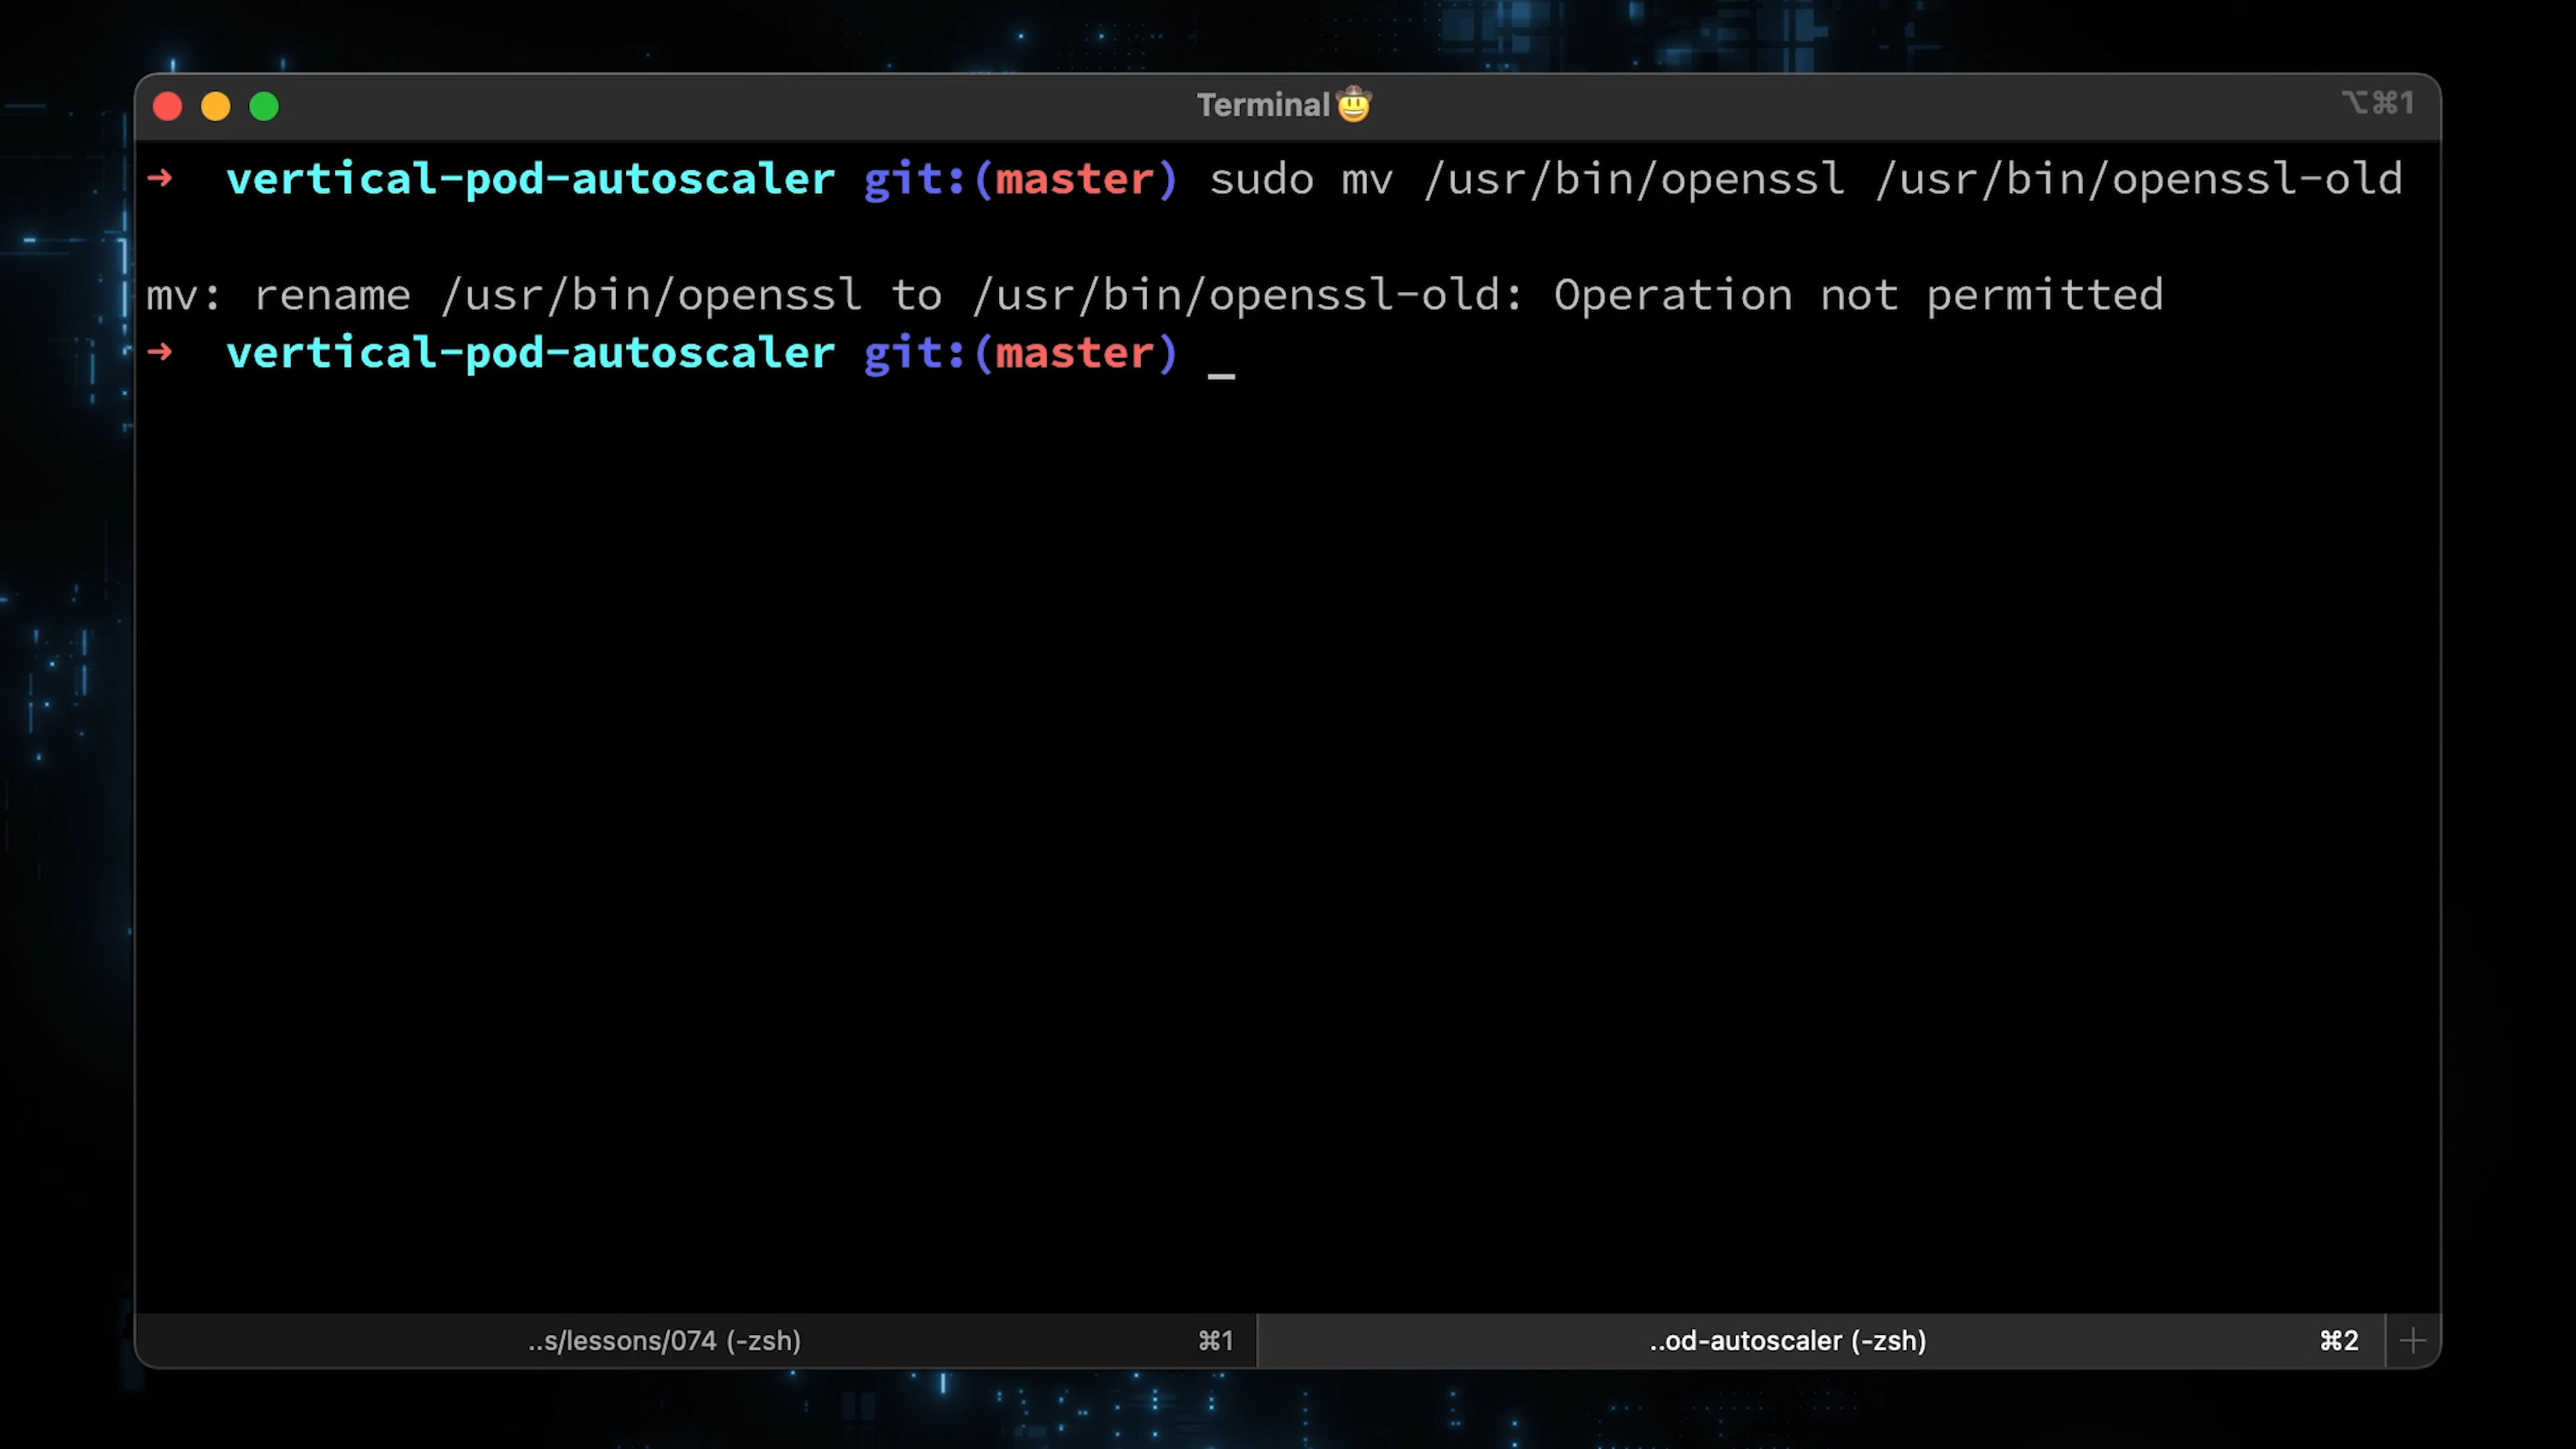 Terminal🤠
⌥⌘1
➜ vertical-pod-autoscaler git:(master) sudo mv /usr/bin/openssl /usr/bin/openssl-old
mv: rename /usr/bin/openssl to /usr/bin/openssl-old: Operation not permitted
➜ vertical-pod-autoscaler git:(master) _
..s/lessons/074 (-zsh) ⌘1
..od-autoscaler (-zsh) ⌘2 +